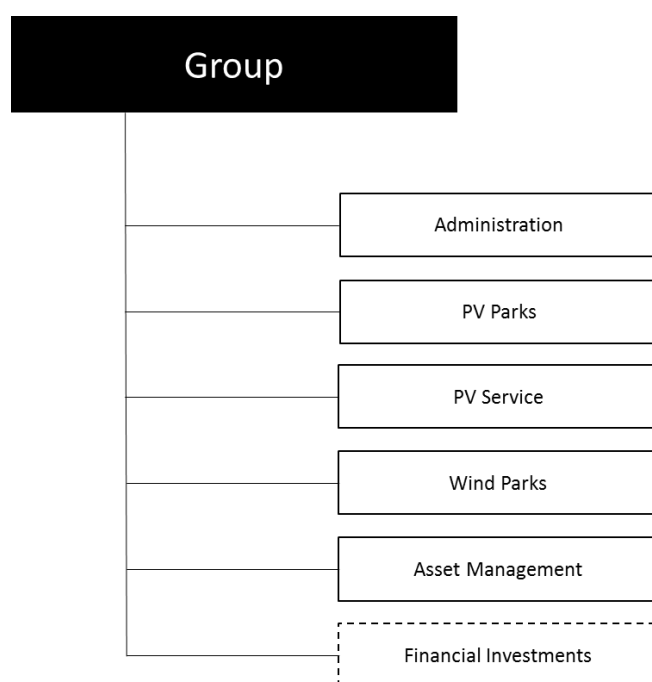 Group
Administration
PV Parks
PV Service
Wind Parks
Asset Management
Financial Investments